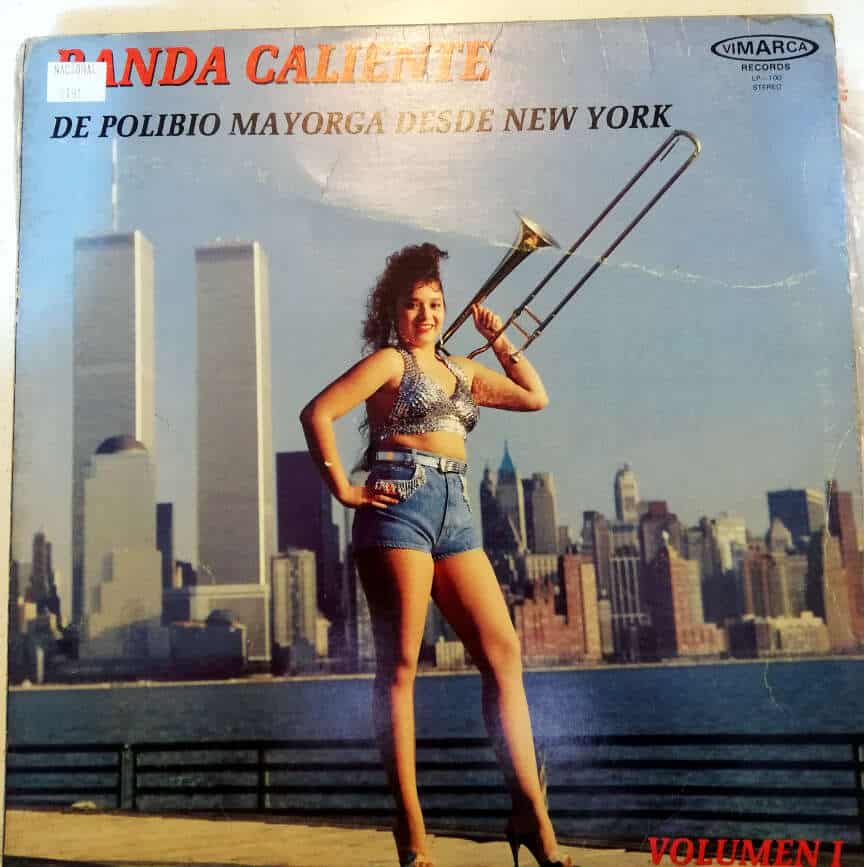 BANDA CALIENTE
NACIONAL
DE POLIBIO MAYORGA DESDE NEW YORK
VIMARCA
RECORDS
LP-100
STEREO
VOLUMEN I